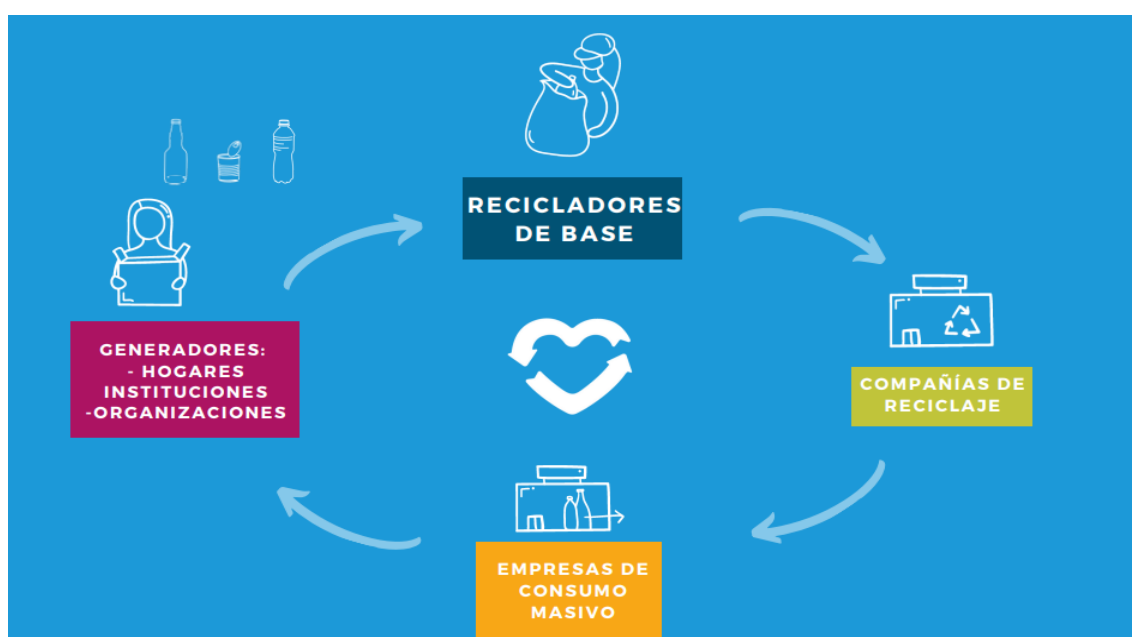 RECICLADORES
DE BASE
GENERADORES:
- HOGARES
INSTITUCIONES
-ORGANIZACIONES
COMPAÑÍAS DE
RECICLAJE
EMPRESAS DE
CONSUMO
MASIVO